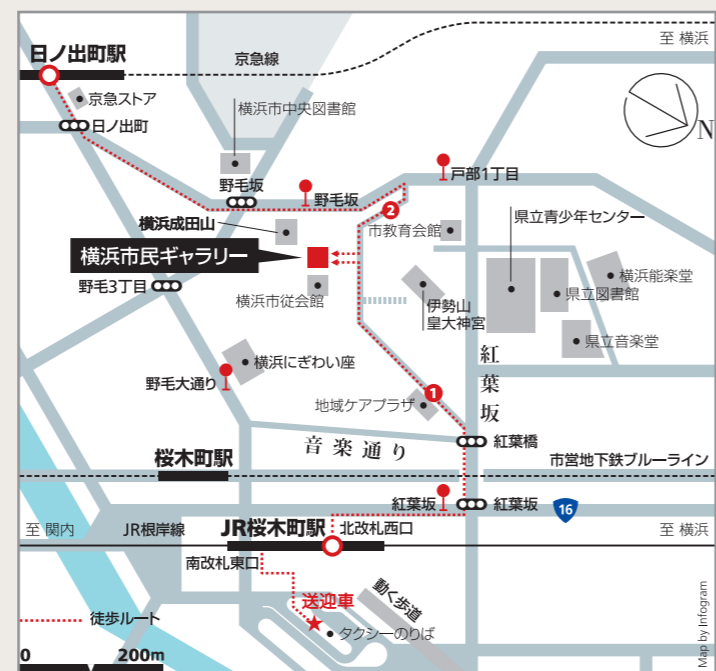 至 横浜
日ノ出町駅
京急線
京急ストア
横浜市中央図書館
日ノ出町
N
野毛坂
野毛坂
戸部1丁目
2
横浜成田山
市教育会館
県立青少年センター
横浜市民ギャラリー
野毛3丁目
横浜市従会館
伊勢山
皇大神宮
横浜能楽堂
県立図書館
県立音楽堂
紅葉坂
横浜にぎわい座
野毛大通り
1
地域ケアプラザ
音楽通り
紅葉橋
桜木町駅
市営地下鉄ブルーライン
紅葉坂
紅葉坂
16
至 関内
JR根岸線
JR桜木町駅
北改札西口
至 横浜
南改札東口
動く歩道
送迎車
徒歩ルート
タクシーのりば
0
200m
Map by Infogram